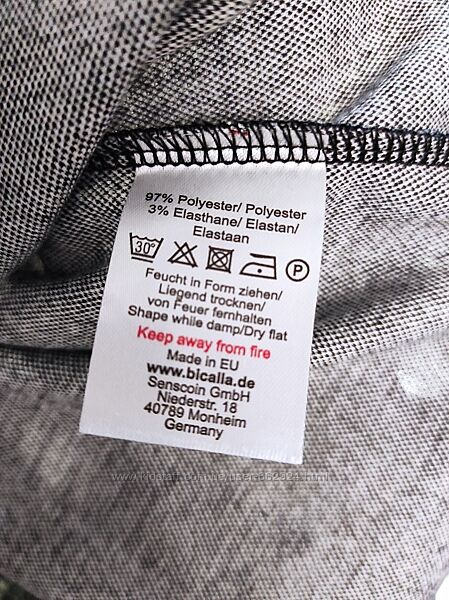 97% Polyester/ Polyester
3% Elasthane/ Elastan/
Elastaan
30° P
Feucht in Form ziehen/
Liegend trocknen/
von Feuer fernhalten
Shape while damp/Dry flat
Keep away from fire
Made in EU
www.bicalla.de
Senscoin GmbH
Niederstr. 18
40789 Monheim
Germany